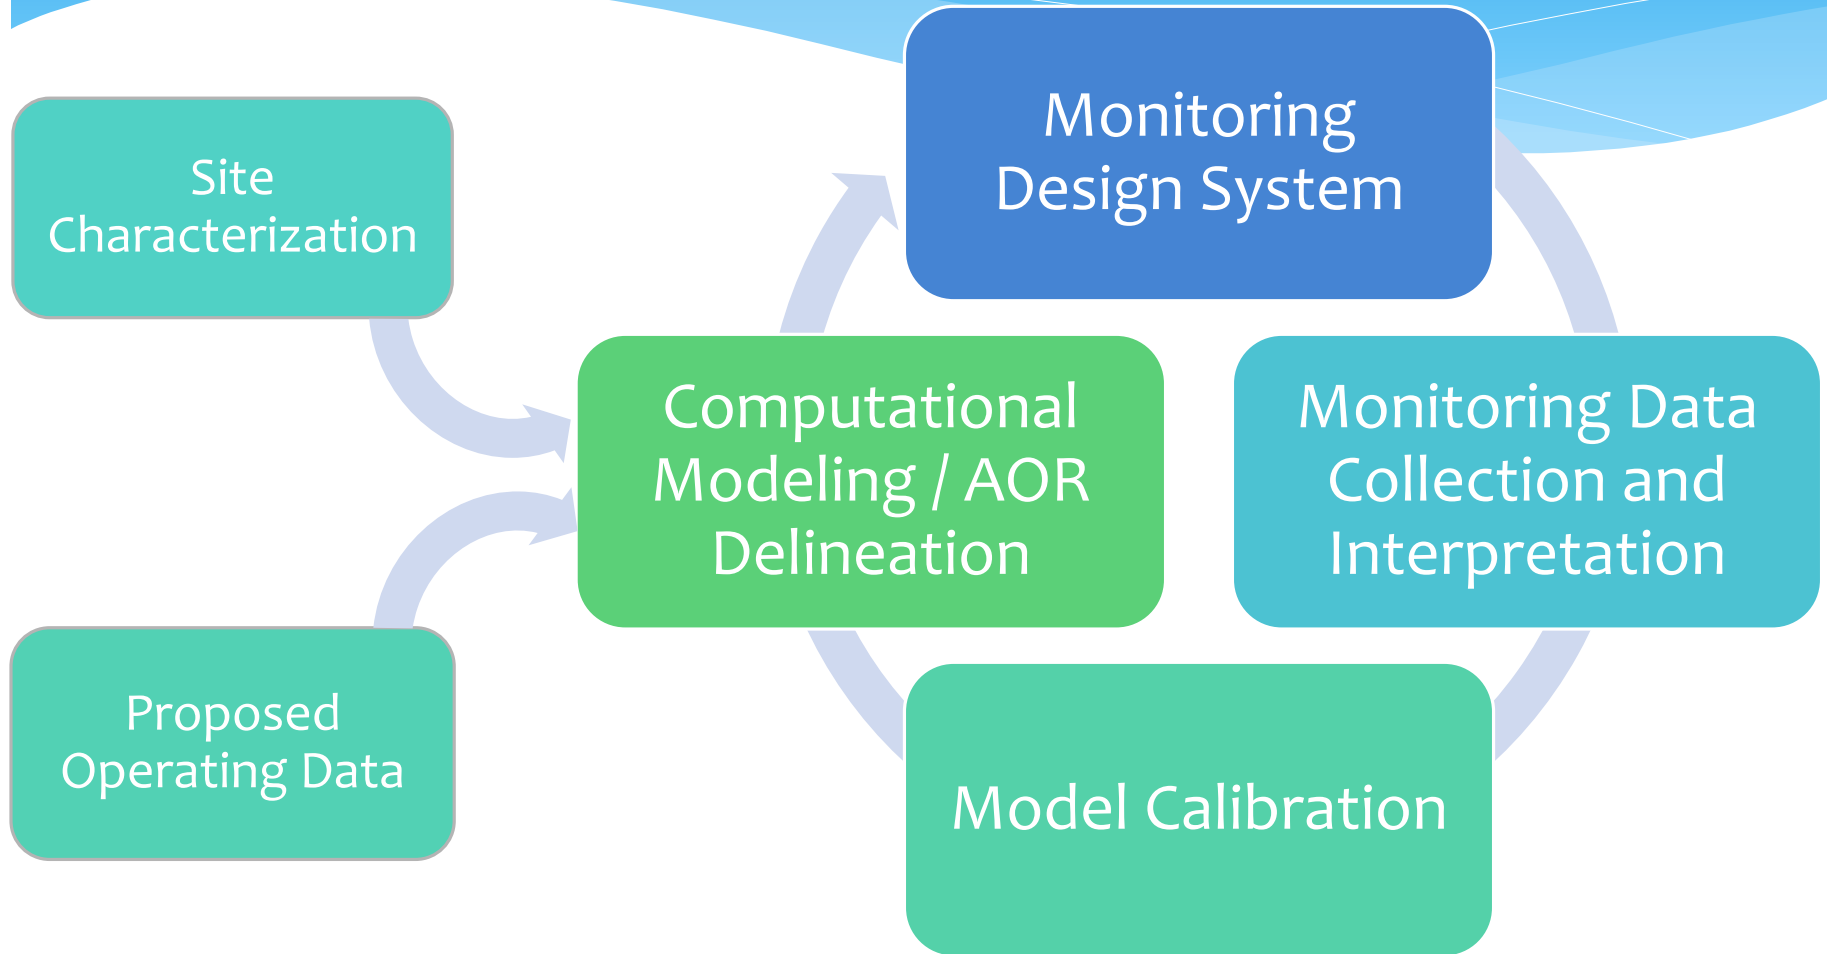 Monitoring
Design System
Site
Characterization
Computational
Modeling / AOR
Delineation
Monitoring Data
Collection and
Interpretation
Proposed
Operating Data
Model Calibration